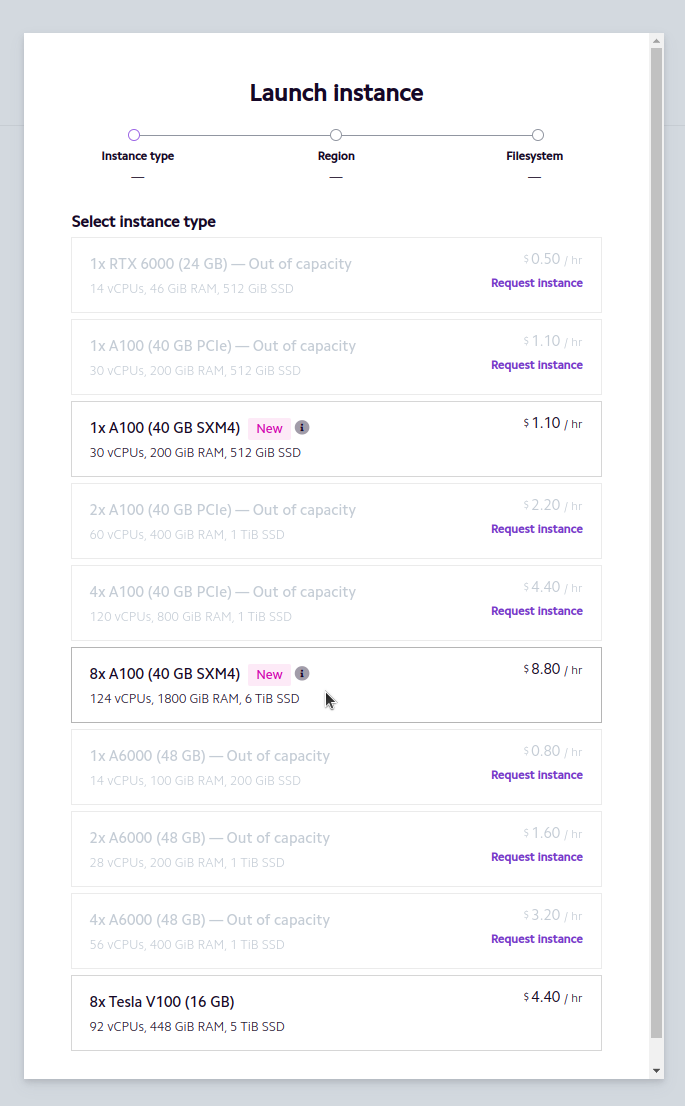 Launch instance
Instance type Region Filesystem
— — —
Select instance type
1x RTX 6000 (24 GB) — Out of capacity $ 0.50 / hr
14 vCPUs, 46 GiB RAM, 512 GiB SSD Request instance
1x A100 (40 GB PCIe) — Out of capacity $ 1.10 / hr
30 vCPUs, 200 GiB RAM, 512 GiB SSD Request instance
1x A100 (40 GB SXM4) New i $ 1.10 / hr
30 vCPUs, 200 GiB RAM, 512 GiB SSD
2x A100 (40 GB PCIe) — Out of capacity $ 2.20 / hr
60 vCPUs, 400 GiB RAM, 1 TiB SSD Request instance
4x A100 (40 GB PCIe) — Out of capacity $ 4.40 / hr
120 vCPUs, 800 GiB RAM, 1 TiB SSD Request instance
8x A100 (40 GB SXM4) New i $ 8.80 / hr
124 vCPUs, 1800 GiB RAM, 6 TiB SSD
1x A6000 (48 GB) — Out of capacity $ 0.80 / hr
14 vCPUs, 100 GiB RAM, 200 GiB SSD Request instance
2x A6000 (48 GB) — Out of capacity $ 1.60 / hr
28 vCPUs, 200 GiB RAM, 1 TiB SSD Request instance
4x A6000 (48 GB) — Out of capacity $ 3.20 / hr
56 vCPUs, 400 GiB RAM, 1 TiB SSD Request instance
8x Tesla V100 (16 GB) $ 4.40 / hr
92 vCPUs, 448 GiB RAM, 5 TiB SSD